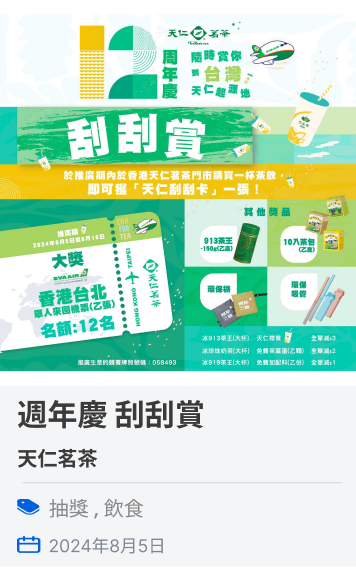 12
週年慶
天仁茗茶
隨時賞你
到台灣
天仁起源地
刮刮賞
於推廣期內於香港天仁茗茶門市購買一杯茶飲，
即可獲「天仁刮刮卡」一張！
推廣期
2024年8月5日至8月18日
大獎
EVA AIR
香港台北
單人來回機票(乙張)
名額:12名
TAIPEI
HONG KONG
天仁茗茶
推廣生意的競賽牌照號碼：058493
其他獎品
913茶王
-150g(乙盒)
10入茶包
(乙盒)
環保袋
環保
吸管
冰913茶王(大杯)
天仁襟章
全單減$3
冰珍珠奶茶(大杯)
免費茶葉蛋(乙顆)
全單減$2
冰919茶王(大杯)
免費加配料(乙份)
全單減$1
週年慶 刮刮賞
天仁茗茶
抽獎 , 飲食
2024年8月5日